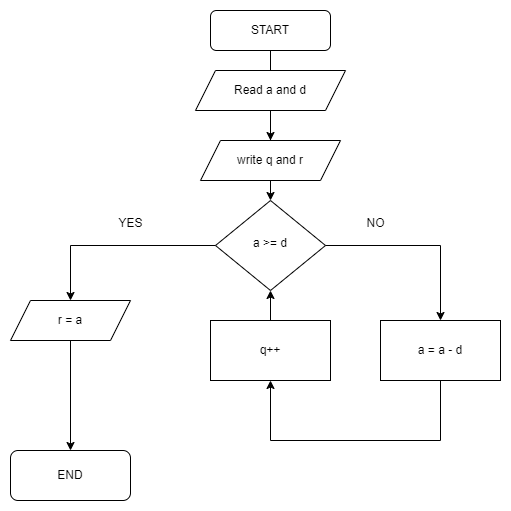 START
Read a and d
write q and r
YES
NO
a >= d
r = a
q++
a = a - d
END